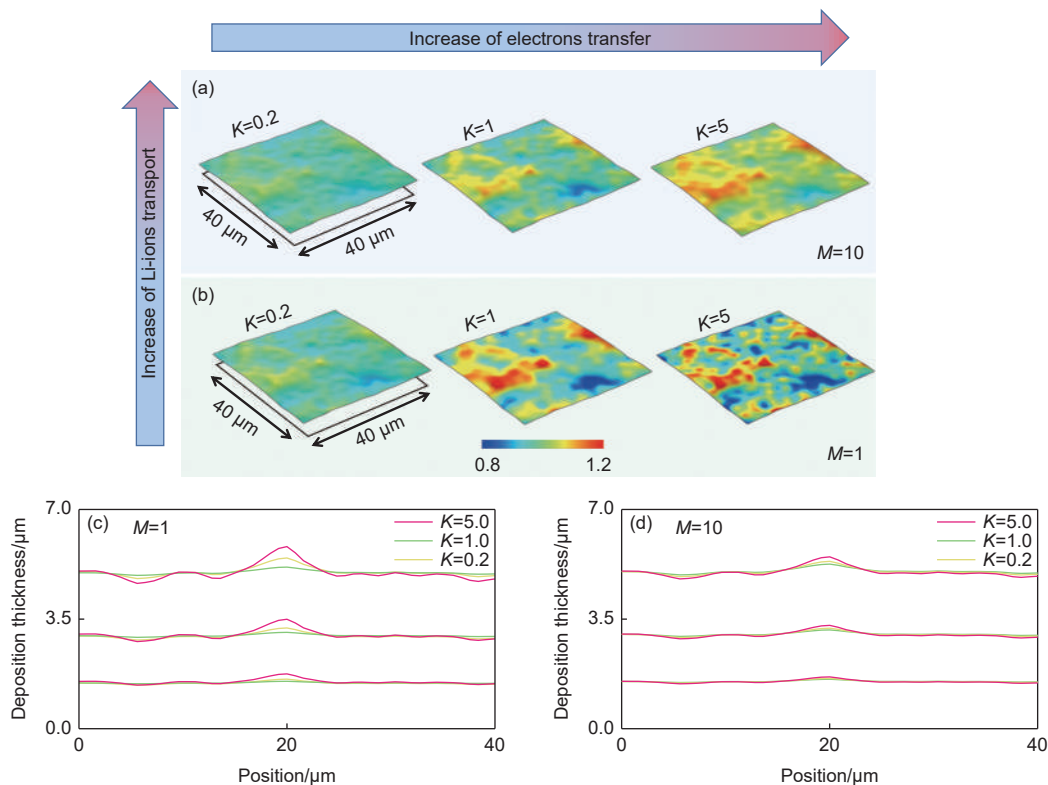 Increase of electrons transfer
Increase of Li-ions transport
(a)
K=0.2
K=1
K=5
40 μm
40 μm
M=10
(b)
K=0.2
K=1
K=5
40 μm
40 μm
0.8
1.2
M=1
(c)
M=1
K=5.0
K=1.0
K=0.2
7.0
3.5
0.0
Deposition thickness/μm
0
20
40
Position/μm
(d)
M=10
K=5.0
K=1.0
K=0.2
7.0
3.5
0.0
Deposition thickness/μm
0
20
40
Position/μm